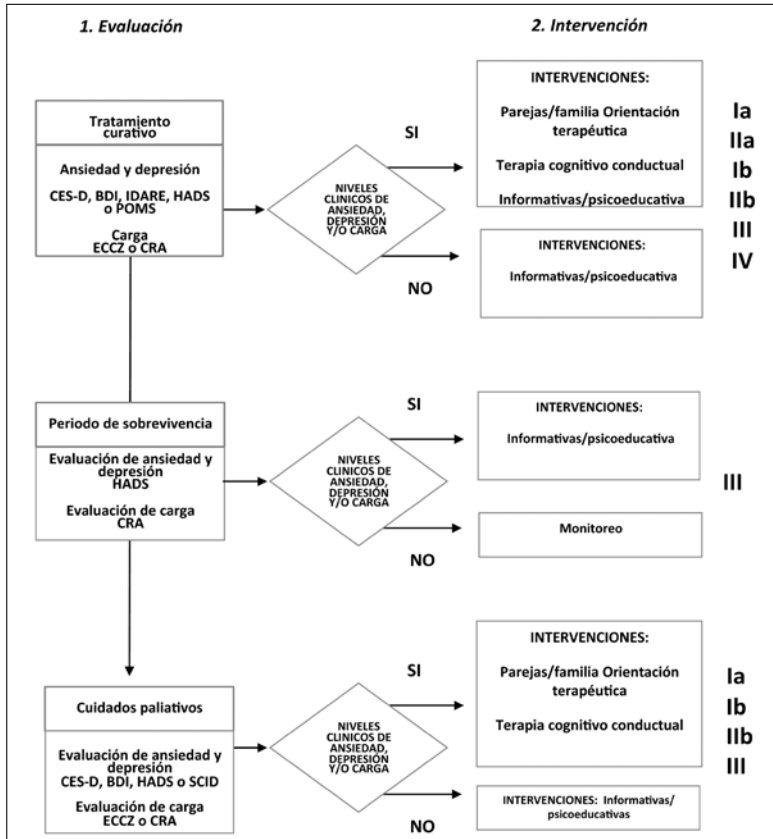 1. Evaluación
2. Intervención
Tratamiento
curativo
Ansiedad y depresión
CES-D, BDI, IDARE, HADS
o POMS
Carga
ECCZ o CRA
NIVELES
CLINICOS DE
ANSIEDAD,
DEPRESIÓN
Y/O CARGA
SI
NO
INTERVENCIONES:
Parejas/familia Orientación
terapéutica
Terapia cognitivo conductual
Informativas/psicoeducativa
INTERVENCIONES:
Informativas/psicoeducativa
Ia
IIa
Ib
IIb
III
IV
Periodo de sobrevivencia
Evaluación de ansiedad y
depresión
HADS
Evaluación de carga
CRA
NIVELES
CLINICOS DE
ANSIEDAD,
DEPRESIÓN
Y/O CARGA
SI
NO
INTERVENCIONES:
Informativas/psicoeducativa
Monitoreo
III
Cuidados paliativos
Evaluación de ansiedad y
depresión
CES-D, BDI, HADS o SCID
Evaluación de carga
ECCZ o CRA
NIVELES
CLINICOS DE
ANSIEDAD,
DEPRESIÓN
Y/O CARGA
SI
NO
INTERVENCIONES:
Parejas/familia Orientación
terapéutica
Terapia cognitivo conductual
INTERVENCIONES: Informativas/
psicoeducativas
Ia
Ib
IIb
III